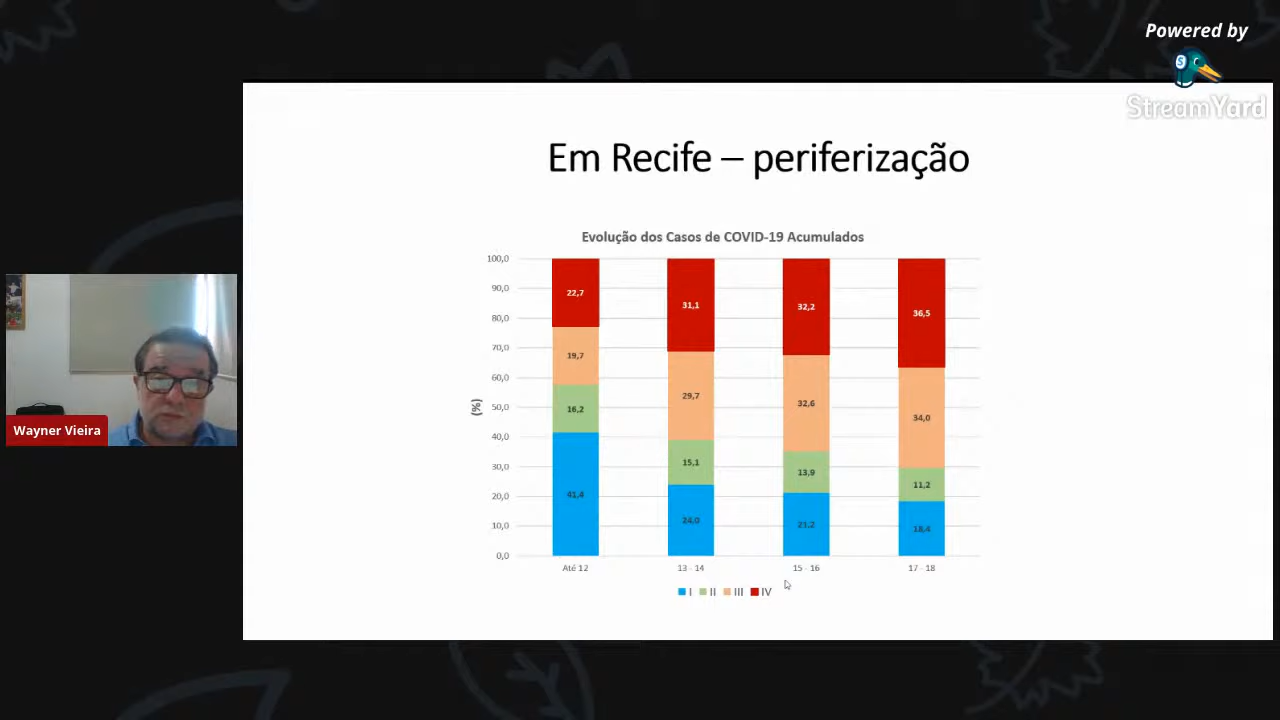 Powered by
StreamYard
Em Recife – periferização
Evolução dos Casos de COVID-19 Acumulados
100,0
90,0
80,0
70,0
60,0
50,0
40,0
30,0
20,0
10,0
0,0
(%)
22,7
19,7
16,2
41,4
31,1
29,7
15,1
24,0
32,2
32,6
13,9
21,2
36,5
34,0
11,2
18,4
Até 12
13 - 14
15 - 16
17 - 18
I II III IV
Wayner Vieira